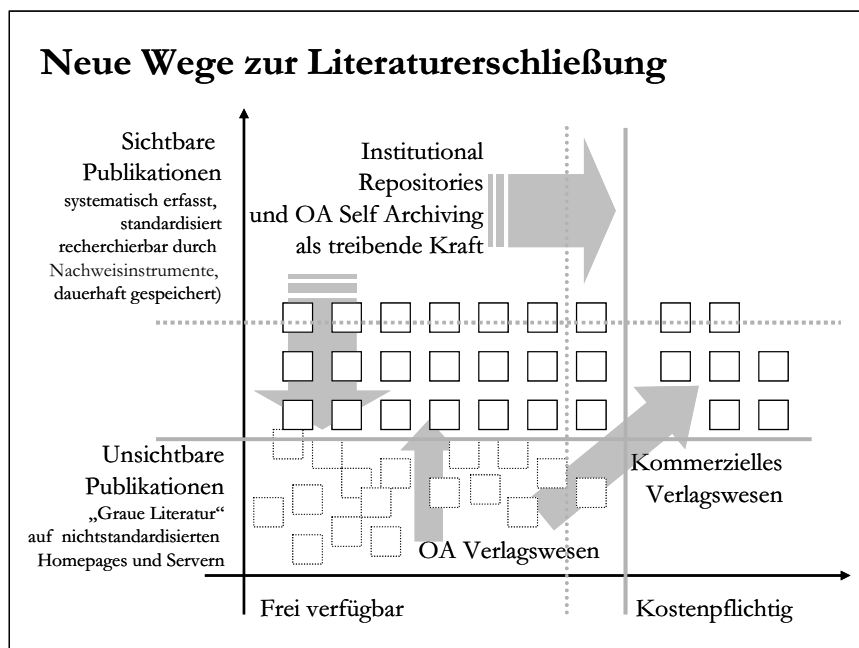 Neue Wege zur Literaturerschließung
Sichtbare
Publikationen
systematisch erfasst,
standardisiert
recherchierbar durch
Nachweisinstrumente,
dauerhaft gespeichert)
Institutional
Repositories
und OA Self Archiving
als treibende Kraft
Unsichtbare
Publikationen
„Graue Literatur“
auf nichtstandardisierten
Homepages und Servern
Kommerzielles
Verlagswesen
OA Verlagswesen
Frei verfügbar
Kostenpflichtig